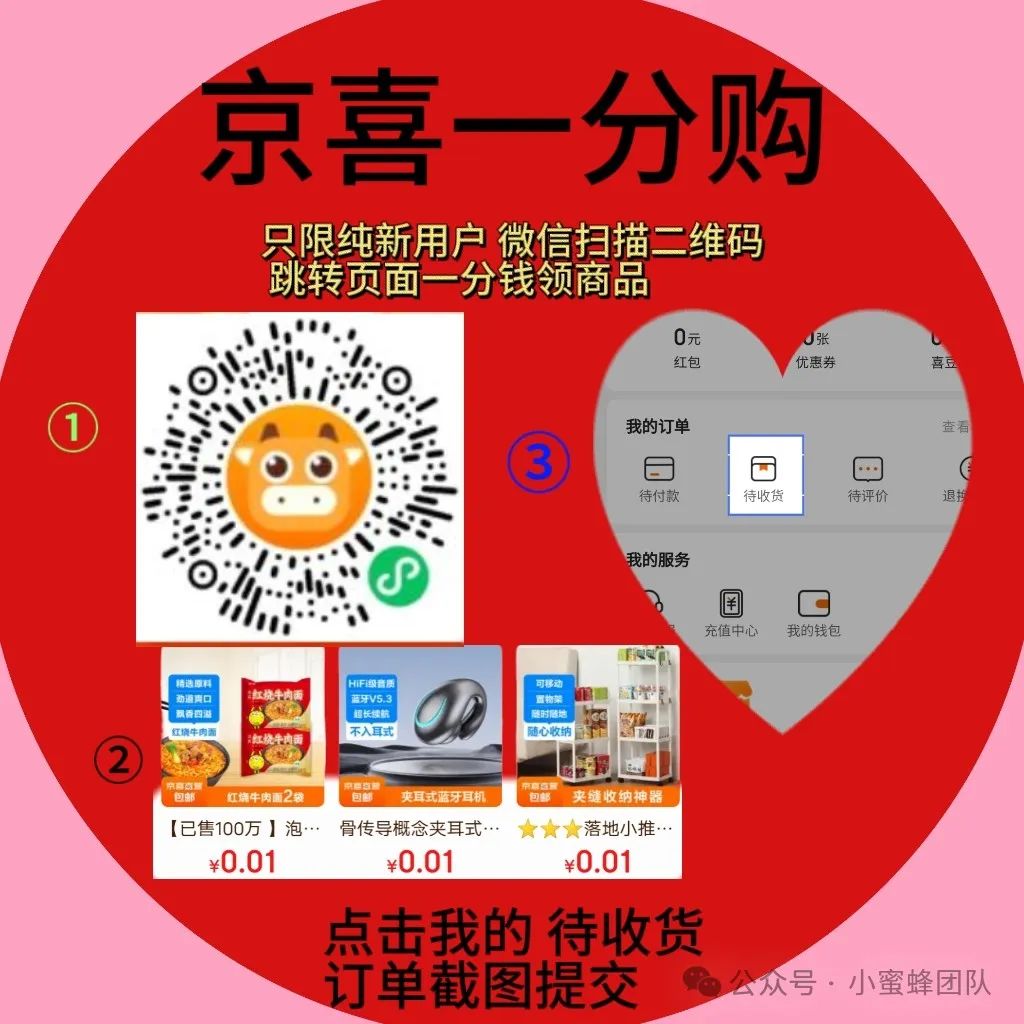 京喜一分购
只限纯新用户 微信扫描二维码
跳转页面一分钱领商品
①
0元
红包
0张
优惠券
喜豆
我的订单
查看
待付款
待收货
待评价
退换
③
我的服务
充值中心
我的钱包
②
精选原料
劲道爽口
飘香四溢
红烧牛肉面
红烧牛肉面
红烧牛肉面
京喜自营
包邮
红烧牛肉面2袋
【已售100万 】泡…
¥0.01
HiFi级音质
蓝牙V5.3
超长续航
不入耳式
京喜自营
包邮
夹耳式蓝牙耳机
骨传导概念夹耳式…
¥0.01
可移动
置物架
随时随地
随心收纳
京喜自营
包邮
夹缝收纳神器
⭐⭐⭐落地小推…
¥0.01
点击我的 待收货
订单截图提交
公众号 · 小蜜蜂团队